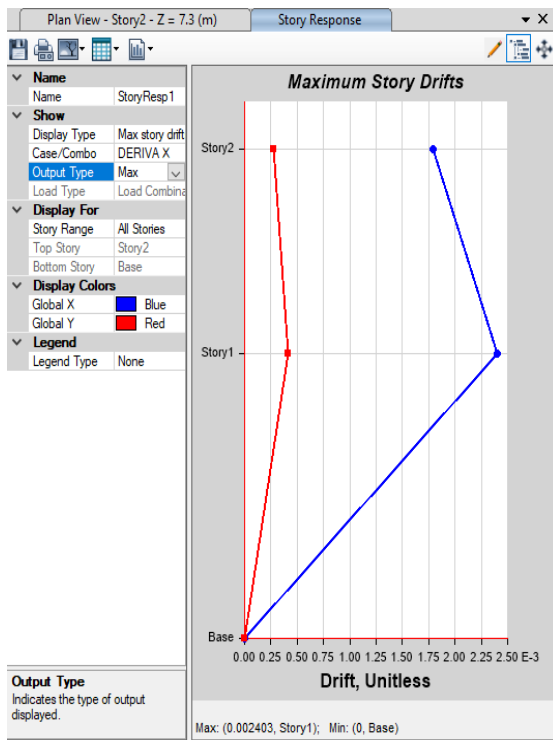 Plan View - Story2 - Z = 7.3 (m)
Story Response
Name
Name StoryResp1
Show
Display Type Max story drift
Case/Combo DERIVA X
Output Type Max
Load Type Load Combina
Display For
Story Range All Stories
Top Story Story2
Bottom Story Base
Display Colors
Global X Blue
Global Y Red
Legend
Legend Type None
Output Type
Indicates the type of output
displayed.
Maximum Story Drifts
Story2
Story1
Base
0.00 0.25 0.50 0.75 1.00 1.25 1.50 1.75 2.00 2.25 2.50 E-3
Drift, Unitless
Max: (0.002403, Story1); Min: (0, Base)